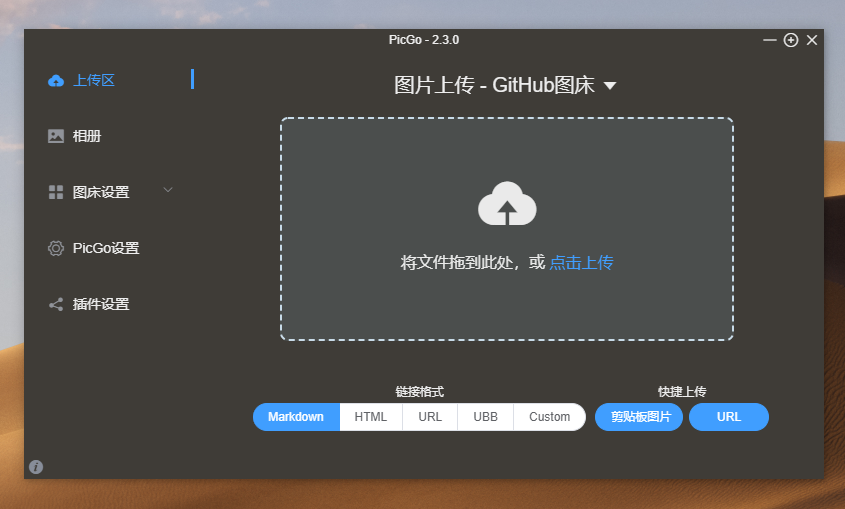 PicGo - 2.3.0
上传区
相册
图床设置
PicGo设置
插件设置
图片上传 - GitHub图床
将文件拖到此处，或 点击上传
链接格式
Markdown HTML URL UBB Custom
快捷上传
剪贴板图片 URL